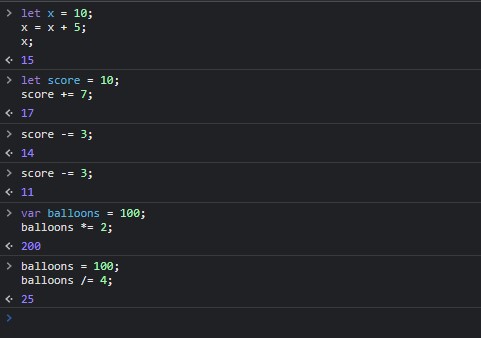 > let x = 10;
x = x + 5;
x;
<· 15
> let score = 10;
score += 7;
<· 17
> score -= 3;
<· 14
> score -= 3;
<· 11
> var balloons = 100;
balloons *= 2;
<· 200
> balloons = 100;
balloons /= 4;
<· 25
>